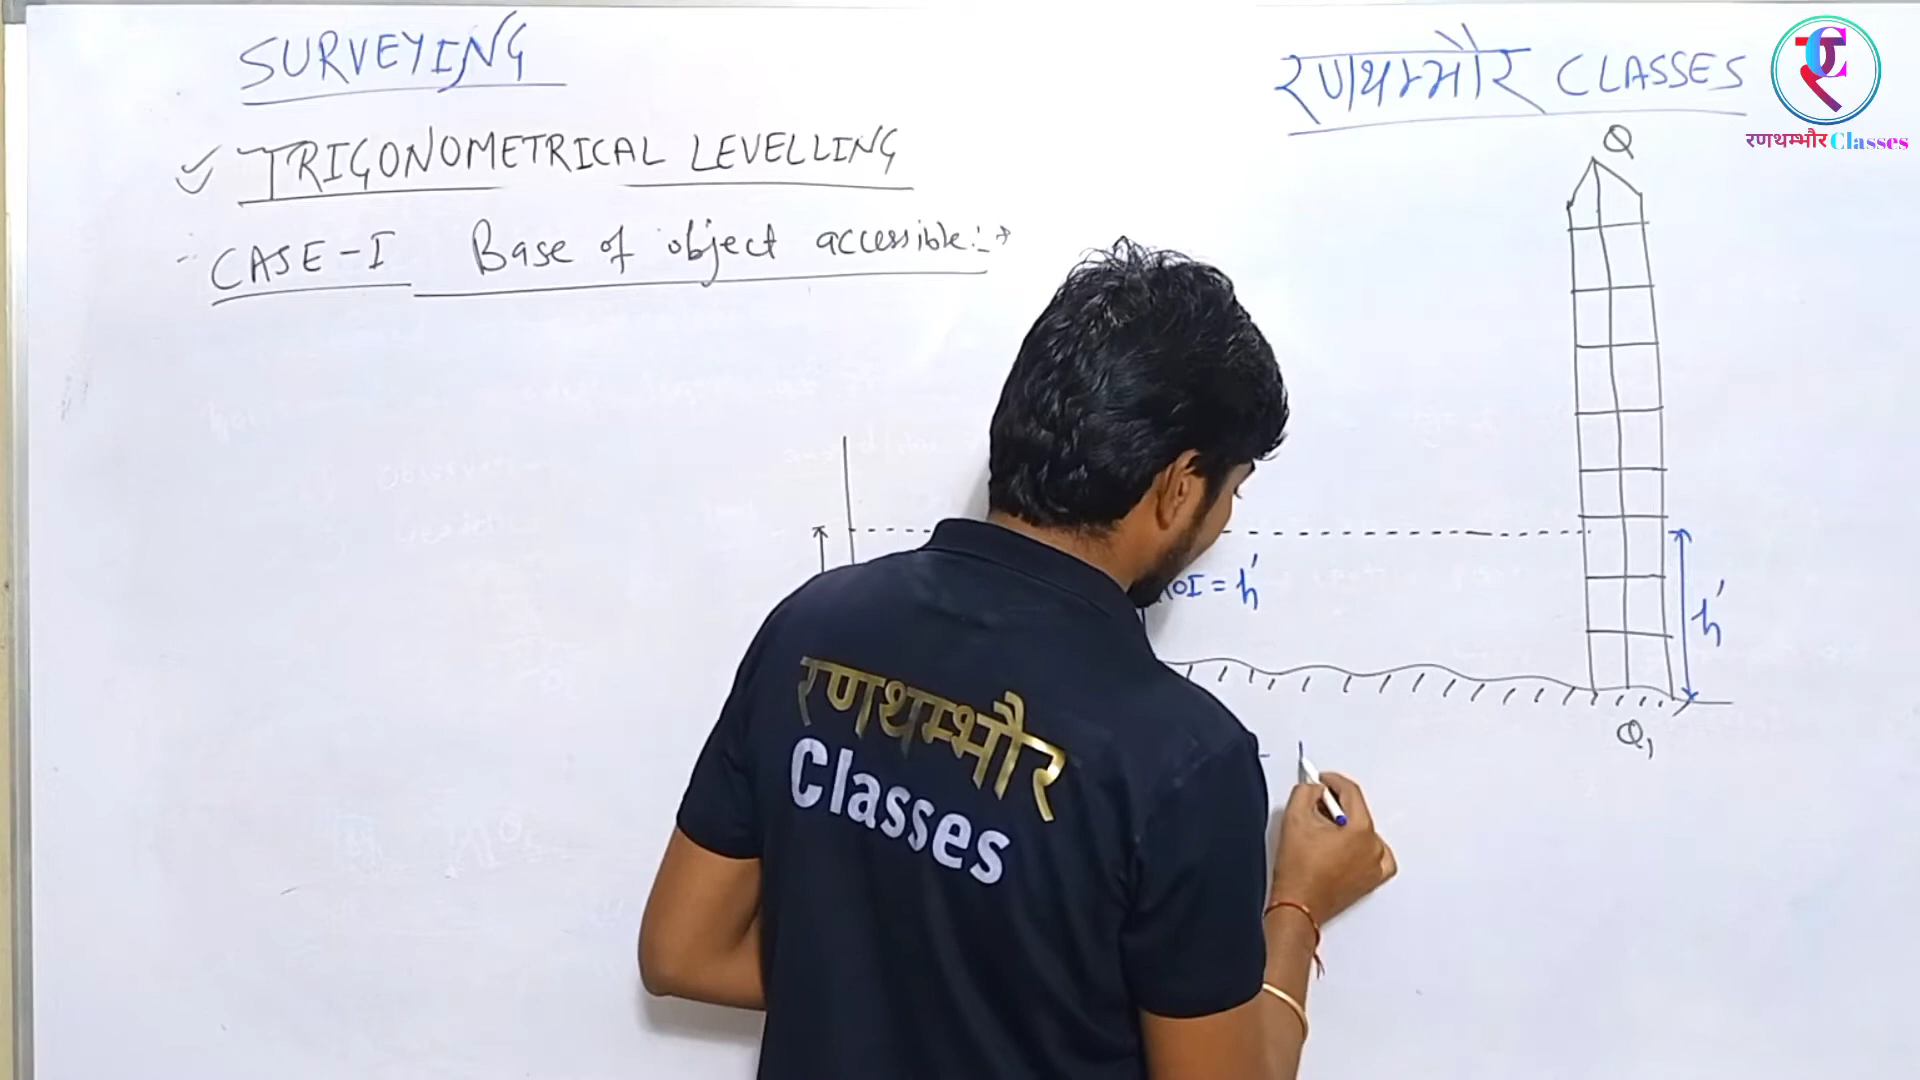 SURVEYING
रणथम्भौर CLASSES
रणथम्भौर Classes
TRIGONOMETRICAL LEVELLING
CASE-I Base of object accessible:→
Q
= h'
h'
Q₁
रणथम्भौर
Classes